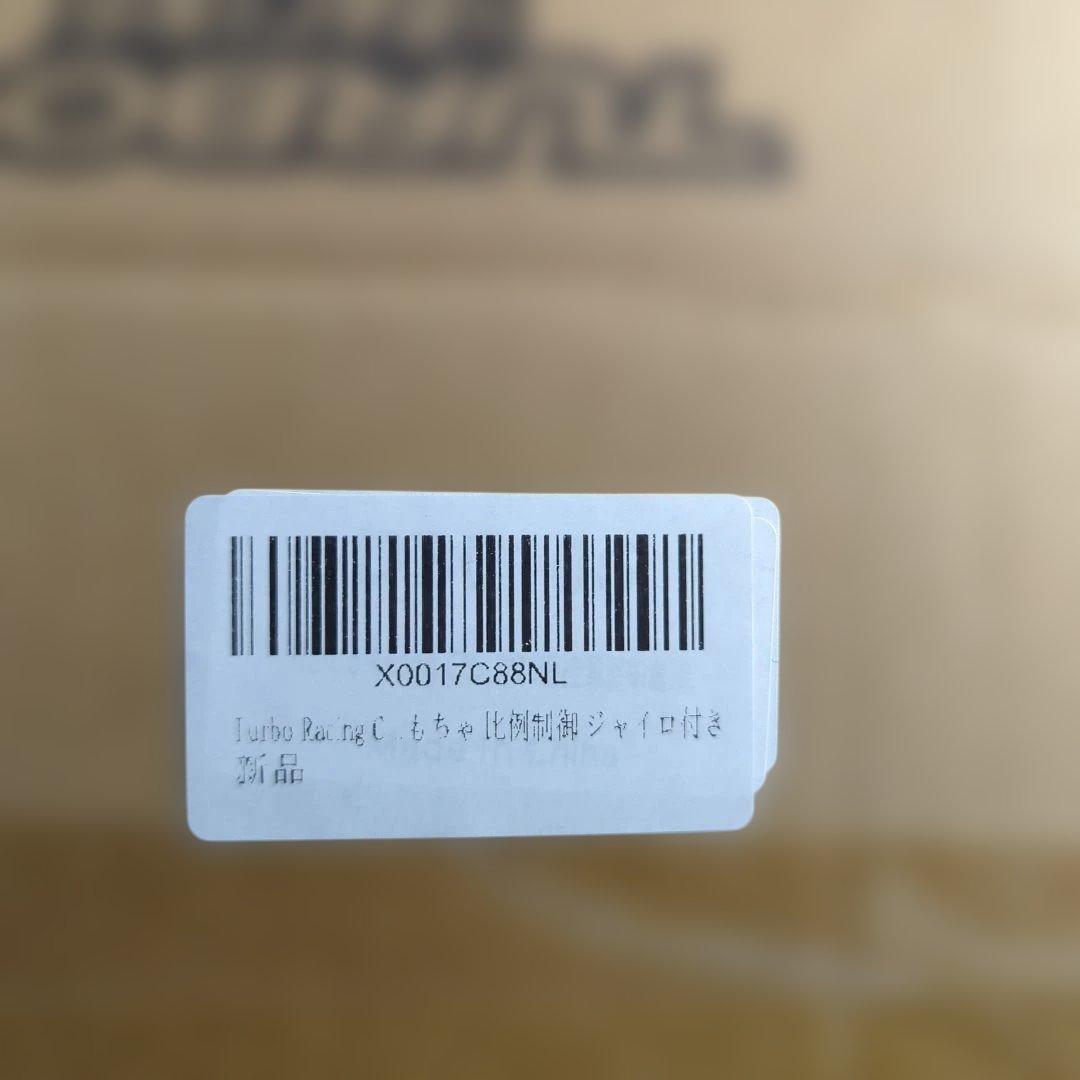 X0017C88NL
Turbo Racing C...もちゃ 比例制御 ジャイロ付き
新品